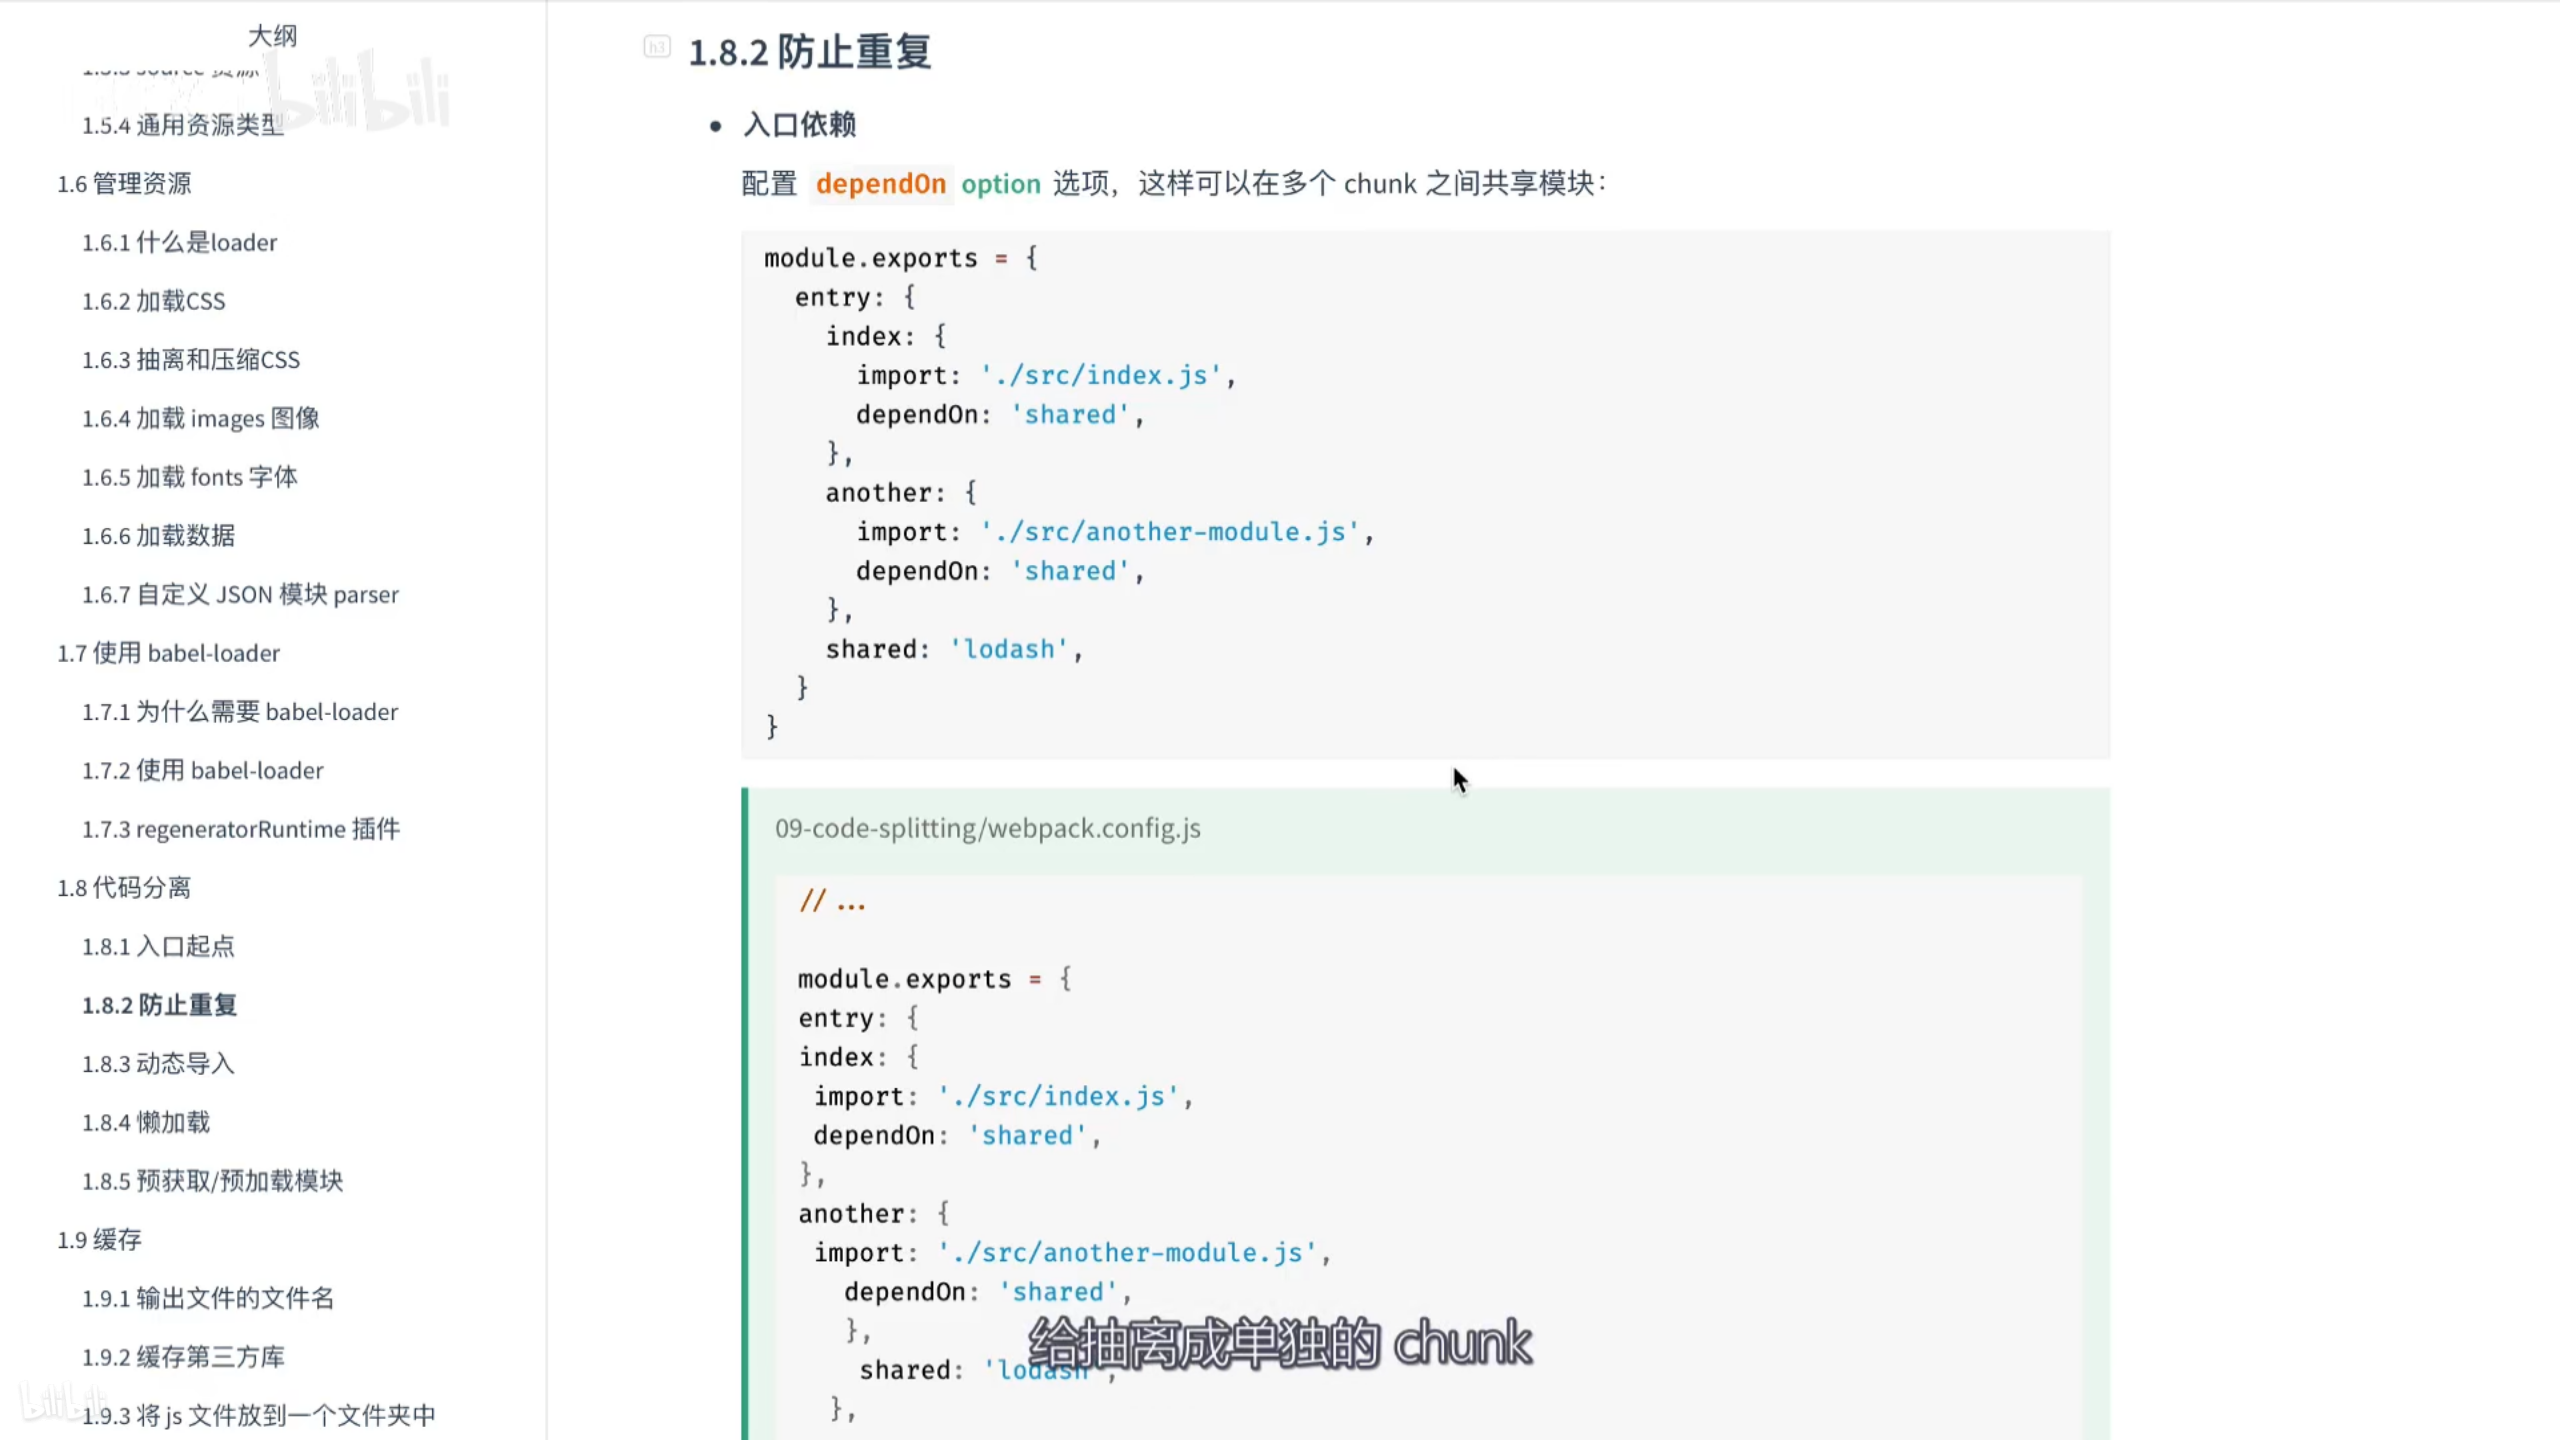 大纲
1.5.3 source 资源
bilibili
1.5.4 通用资源类型
1.6 管理资源
1.6.1 什么是loader
1.6.2 加载CSS
1.6.3 抽离和压缩CSS
1.6.4 加载 images 图像
1.6.5 加载 fonts 字体
1.6.6 加载数据
1.6.7 自定义 JSON 模块 parser
1.7 使用 babel-loader
1.7.1 为什么需要 babel-loader
1.7.2 使用 babel-loader
1.7.3 regeneratorRuntime 插件
1.8 代码分离
1.8.1 入口起点
1.8.2 防止重复
1.8.3 动态导入
1.8.4 懒加载
1.8.5 预获取/预加载模块
1.9 缓存
1.9.1 输出文件的文件名
1.9.2 缓存第三方库
1.9.3 将 js 文件放到一个文件夹中
h3
1.8.2 防止重复
• 入口依赖
配置 dependOn option 选项，这样可以在多个 chunk 之间共享模块：
module.exports = {
entry: {
index: {
import: './src/index.js',
dependOn: 'shared',
},
another: {
import: './src/another-module.js',
dependOn: 'shared',
},
shared: 'lodash',
}
}
09-code-splitting/webpack.config.js
// ...
module.exports = {
entry: {
index: {
import: './src/index.js',
dependOn: 'shared',
},
another: {
import: './src/another-module.js',
dependOn: 'shared',
},
shared: 'lodash',
},
给抽离成单独的 chunk